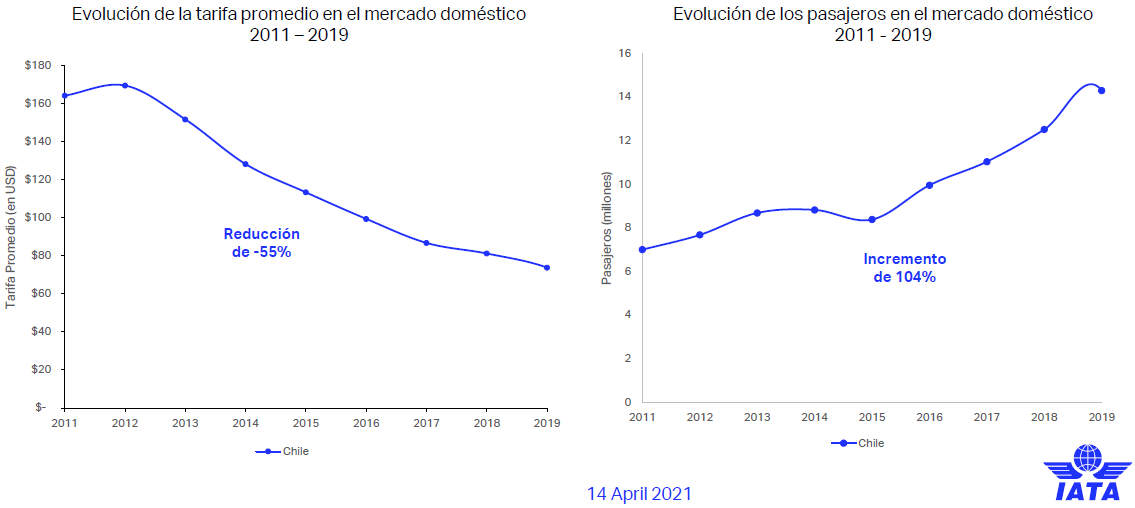 Evolución de la tarifa promedio en el mercado doméstico
2011 – 2019
Tarifa Promedio (en USD)
$180
$160
$140
$120
$100
$80
$60
$40
$20
$-
Reducción
de -55%
2011 2012 2013 2014 2015 2016 2017 2018 2019
Chile
Evolución de los pasajeros en el mercado doméstico
2011 - 2019
Pasajeros (millones)
16
14
12
10
8
6
4
2
0
Incremento
de 104%
2011 2012 2013 2014 2015 2016 2017 2018 2019
Chile
14 April 2021
IATA